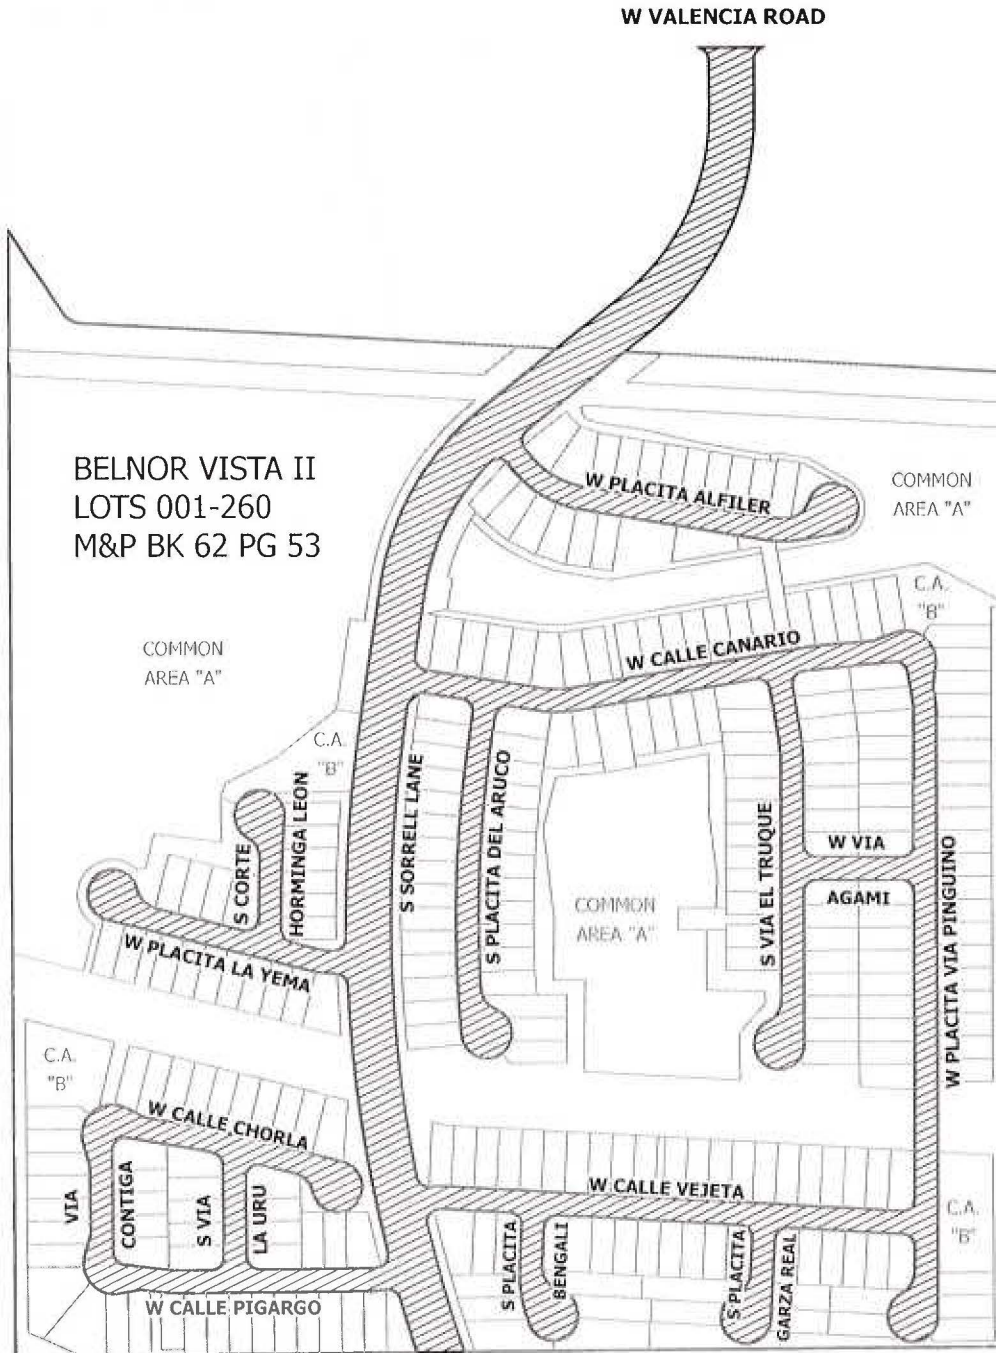 W VALENCIA ROAD
BELNOR VISTA II
LOTS 001-260
M&P BK 62 PG 53
W PLACITA ALFILER
COMMON
AREA "A"
C.A.
"B"
W CALLE CANARIO
COMMON
AREA "A"
C.A.
"B"
S CORTE
HORMINGA LEON
S SORRELL LANE
S PLACITA DEL ARUCO
S VIA EL TRUQUE
W VIA
AGAMI
W PLACITA VIA PINGUINO
COMMON
AREA "A"
W PLACITA LA YEMA
C.A.
"B"
W CALLE CHORLA
VIA
CONTIGA
S VIA
LA URU
W CALLE PIGARGO
W CALLE VEJETA
S PLACITA
BENGALI
S PLACITA
GARZA REAL
C.A.
"B"